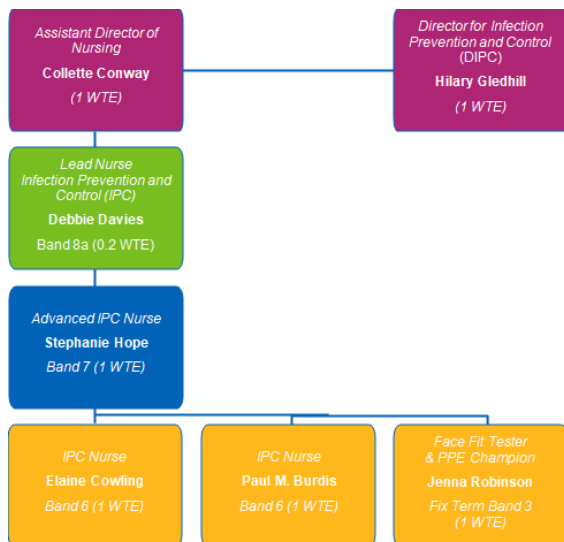 Assistant Director of
Nursing
Collette Conway
(1 WTE)
Director for Infection
Prevention and Control
(DIPC)
Hilary Gledhill
(1 WTE)
Lead Nurse
Infection Prevention and
Control (IPC)
Debbie Davies
Band 8a (0.2 WTE)
Advanced IPC Nurse
Stephanie Hope
Band 7 (1 WTE)
IPC Nurse
Elaine Cowling
Band 6 (1 WTE)
IPC Nurse
Paul M. Burdis
Band 6 (1 WTE)
Face Fit Tester
& PPE Champion
Jenna Robinson
Fix Term Band 3
(1 WTE)